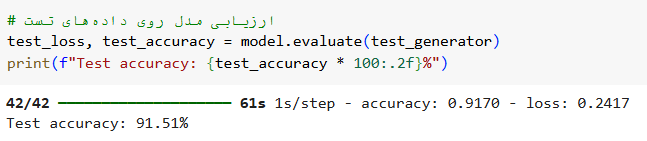 # ارزیابی مدل روی داده‌های تست
test_loss, test_accuracy = model.evaluate(test_generator)
print(f"Test accuracy: {test_accuracy * 100:.2f}%")
42/42 ━━━━━━━━━━━━━━━━━━━━ 61s 1s/step - accuracy: 0.9170 - loss: 0.2417
Test accuracy: 91.51%